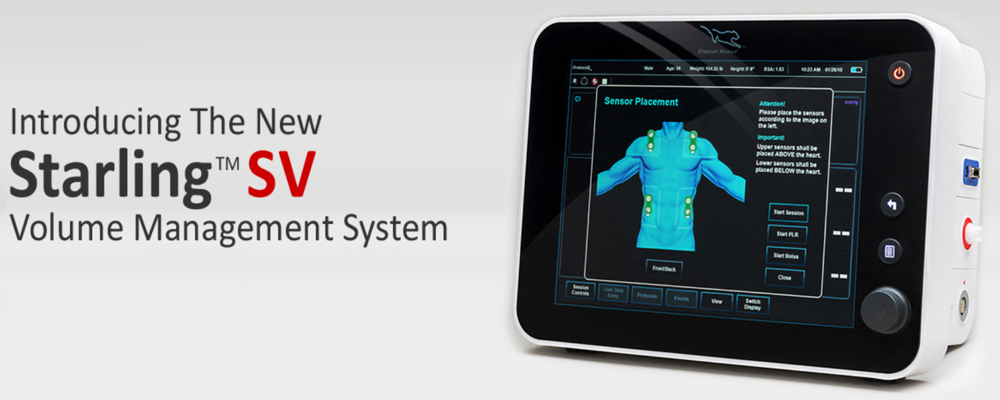 Introducing The New
Starling™ SV
Volume Management System
Cheetah Medical™
Protocol2_ Male Age: 56 Weight: 154.35 lb Height: 5' 8" BSA: 1.83 10:23 AM 01/26/15
R
CI
Sensor Placement
Attention!
Please place the sensors
according to the image on
the left.
Important!
Upper sensors shall be
placed ABOVE the heart.
Lower sensors shall be
placed BELOW the heart.
Start Session
Start PLR
Start Bolus
Close
Front/Back
Session
Controls
User Data
Entry
Protocols
Events
View
Switch
Display